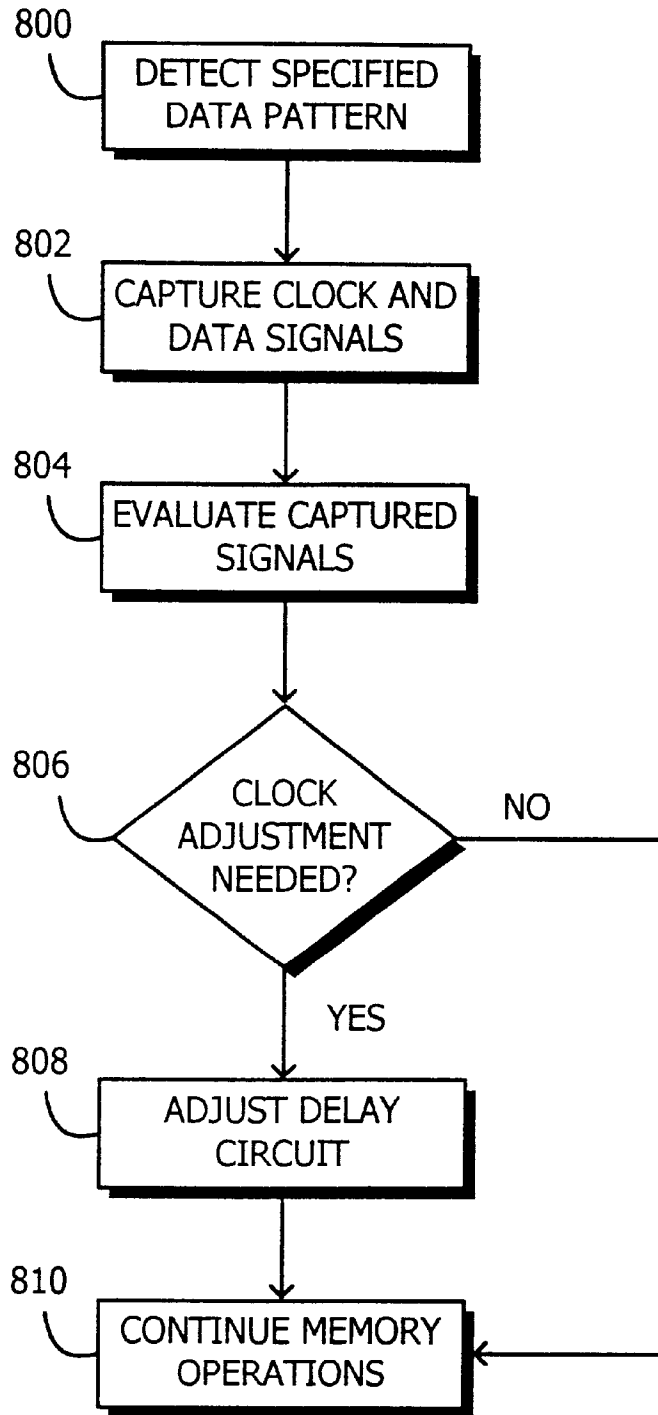 800
DETECT SPECIFIED
DATA PATTERN
802
CAPTURE CLOCK AND
DATA SIGNALS
804
EVALUATE CAPTURED
SIGNALS
806
CLOCK
ADJUSTMENT
NEEDED?
NO
YES
808
ADJUST DELAY
CIRCUIT
810
CONTINUE MEMORY
OPERATIONS